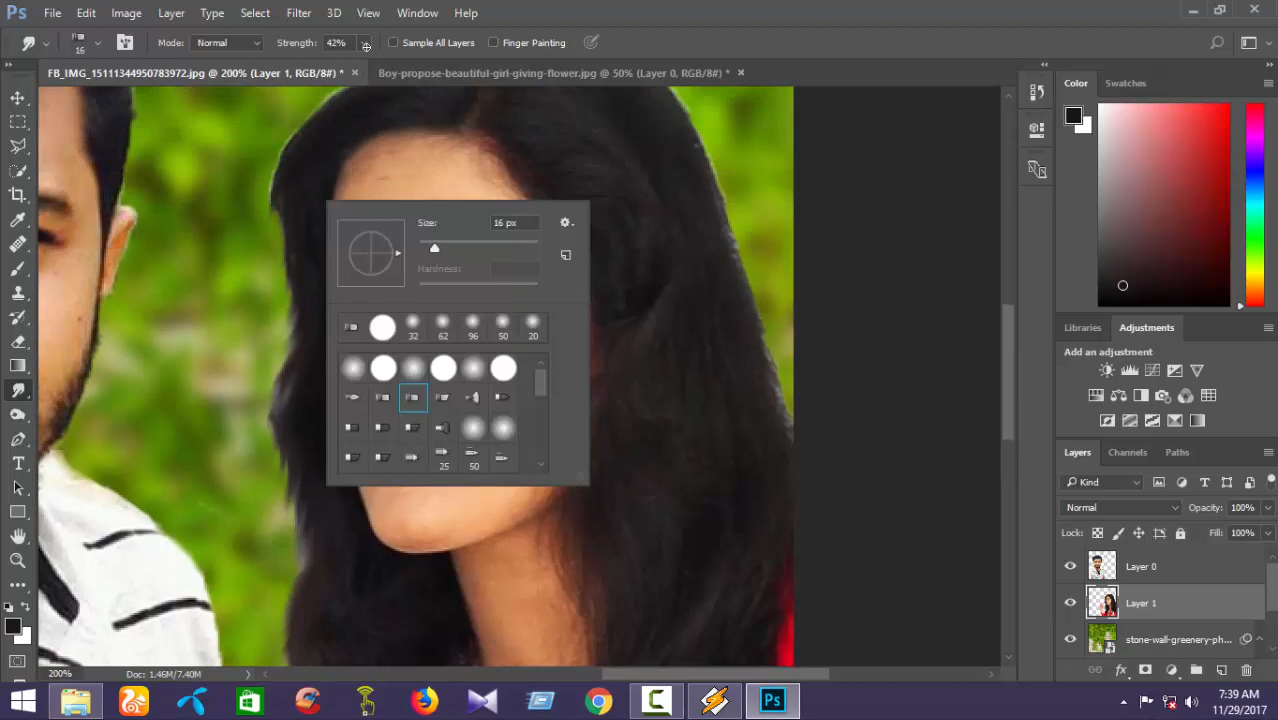 Ps File Edit Image Layer Type Select Filter 3D View Window Help
16 Mode: Normal Strength: 42% Sample All Layers Finger Painting
FB_IMG_15111344950783972.jpg @ 200% (Layer 1, RGB/8#) * × Boy-propose-beautiful-girl-giving-flower.jpg @ 50% (Layer 0, RGB/8#) * ×
Color Swatches
Size: 16 px
Hardness:
32 62 96 50 20
25 50
Libraries Adjustments
Add an adjustment
Layers Channels Paths
Kind
Normal Opacity: 100%
Lock: Fill: 100%
Layer 0
Layer 1
stone-wall-greenery-ph...
200% Doc: 1.46M/7.40M
Ps
7:39 AM
11/29/2017